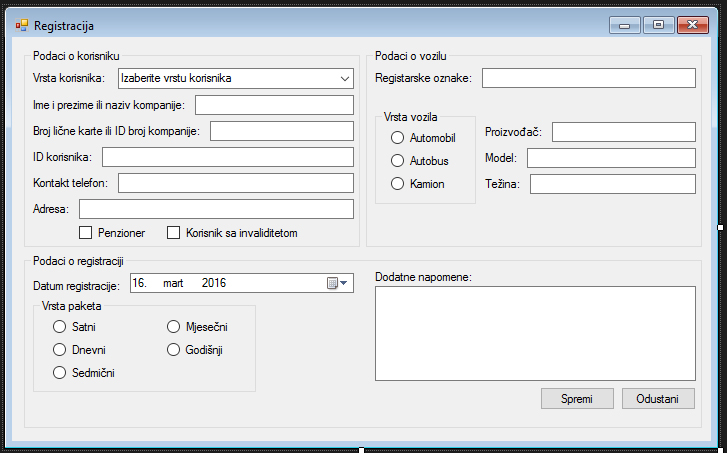 Registracija
Podaci o korisniku
Vrsta korisnika: Izaberite vrstu korisnika
Ime i prezime ili naziv kompanije:
Broj lične karte ili ID broj kompanije:
ID korisnika:
Kontakt telefon:
Adresa:
Penzioner Korisnik sa invaliditetom
Podaci o vozilu
Registarske oznake:
Vrsta vozila
Automobil
Autobus
Kamion
Proizvođač:
Model:
Težina:
Podaci o registraciji
Datum registracije: 16. mart 2016
Vrsta paketa
Satni Mjesečni
Dnevni Godišnji
Sedmični
Dodatne napomene:
Spremi Odustani